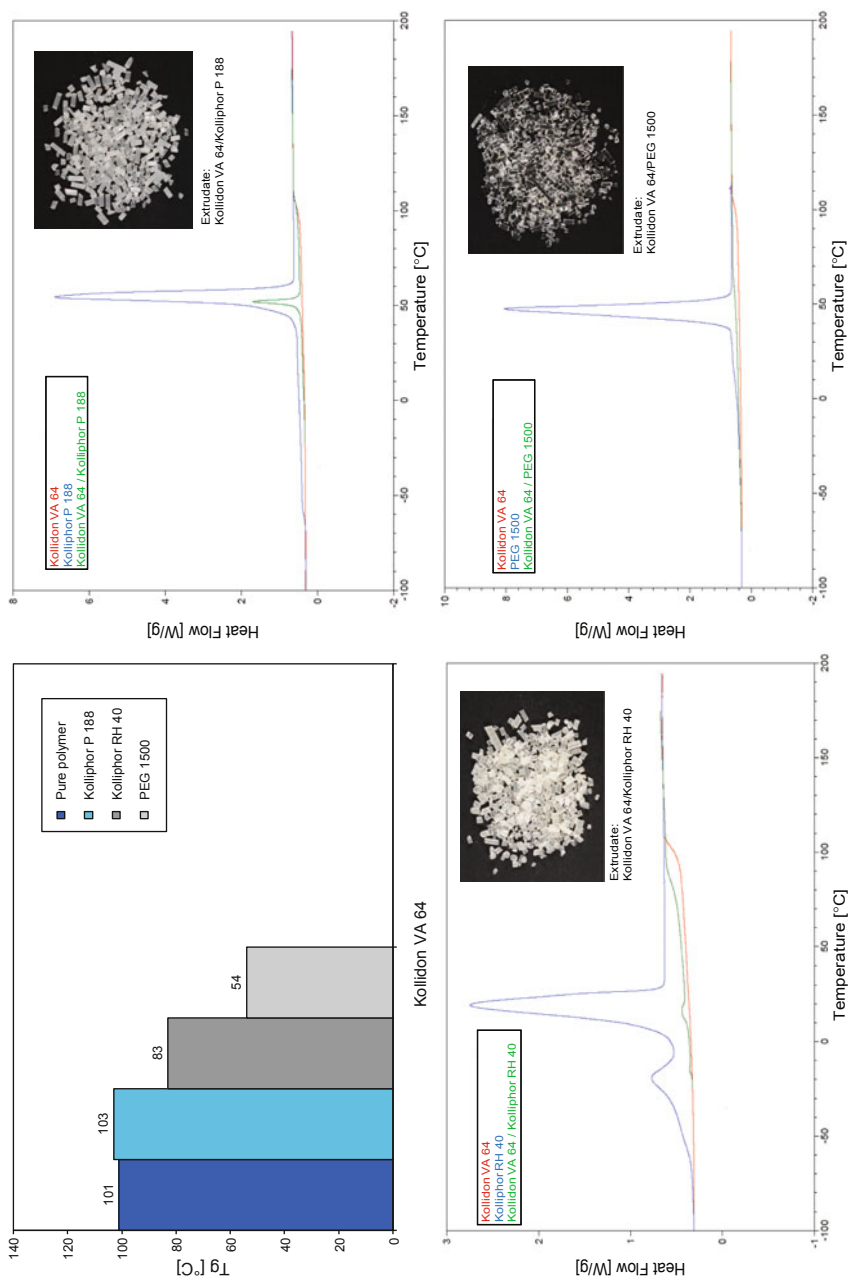 140
120
100
80
60
40
20
0
Tg [°C]
101
103
83
54
Kollidon VA 64
Pure polymer
Kolliphor P 188
Kolliphor RH 40
PEG 1500
8
6
4
2
0
-2
Heat Flow [W/g]
Kollidon VA 64
Kolliphor P 188
Kollidon VA 64 / Kolliphor P 188
Extrudate:
Kollidon VA 64/Kolliphor P 188
-100
-50
0
50
100
150
200
Temperature [°C]
3
2
1
0
-1
Heat Flow [W/g]
Kollidon VA 64
Kolliphor RH 40
Kollidon VA 64 / Kolliphor RH 40
Extrudate:
Kollidon VA 64/Kolliphor RH 40
-100
-50
0
50
100
150
200
Temperature [°C]
10
8
6
4
2
0
-2
Heat Flow [W/g]
Kollidon VA 64
PEG 1500
Kollidon VA 64 / PEG 1500
Extrudate:
Kollidon VA 64/PEG 1500
-100
-50
0
50
100
150
200
Temperature [°C]